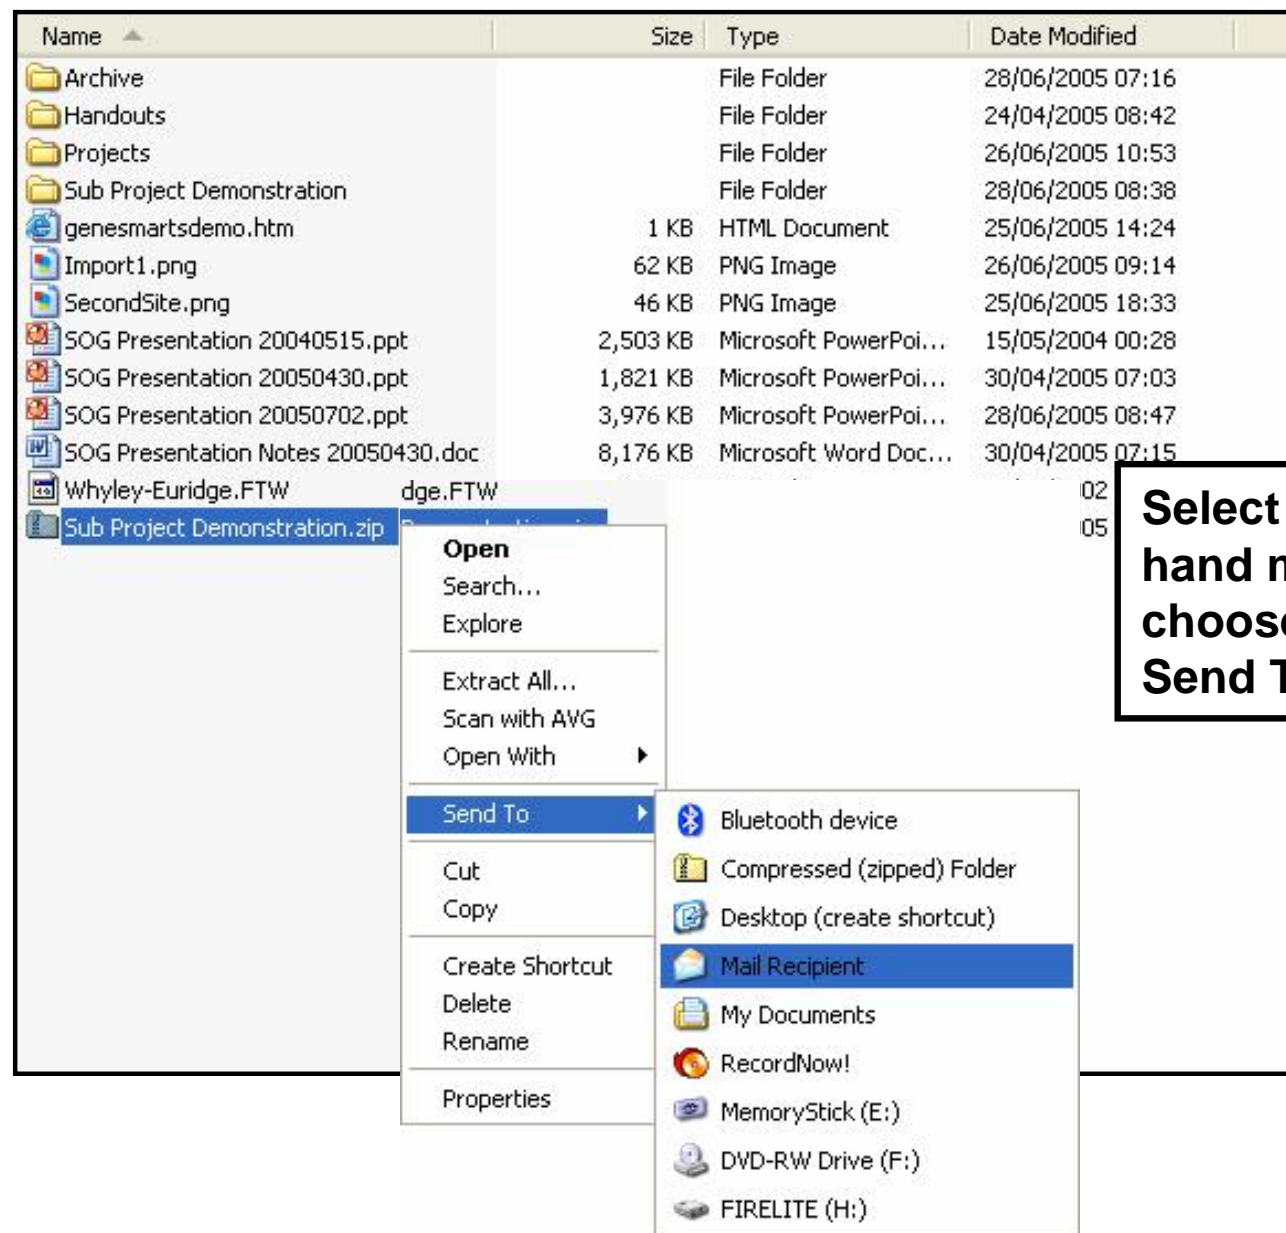 Name Size Type Date Modified
Archive File Folder 28/06/2005 07:16
Handouts File Folder 24/04/2005 08:42
Projects File Folder 26/06/2005 10:53
Sub Project Demonstration File Folder 28/06/2005 08:38
genesmartsdemo.htm 1 KB HTML Document 25/06/2005 14:24
Import1.png 62 KB PNG Image 26/06/2005 09:14
SecondSite.png 46 KB PNG Image 25/06/2005 18:33
SOG Presentation 20040515.ppt 2,503 KB Microsoft PowerPoi... 15/05/2004 00:28
SOG Presentation 20050430.ppt 1,821 KB Microsoft PowerPoi... 30/04/2005 07:03
SOG Presentation 20050702.ppt 3,976 KB Microsoft PowerPoi... 28/06/2005 08:47
SOG Presentation Notes 20050430.doc 8,176 KB Microsoft Word Doc... 30/04/2005 07:15
Whyley-Euridge.FTW dge.FTW 02
Sub Project Demonstration.zip 05
Open
Search...
Explore
Extract All...
Scan with AVG
Open With
Send To
Cut
Copy
Create Shortcut
Delete
Rename
Properties
Bluetooth device
Compressed (zipped) Folder
Desktop (create shortcut)
Mail Recipient
My Documents
RecordNow!
MemoryStick (E:)
DVD-RW Drive (F:)
FIRELITE (H:)
Select
hand
choose
Send T